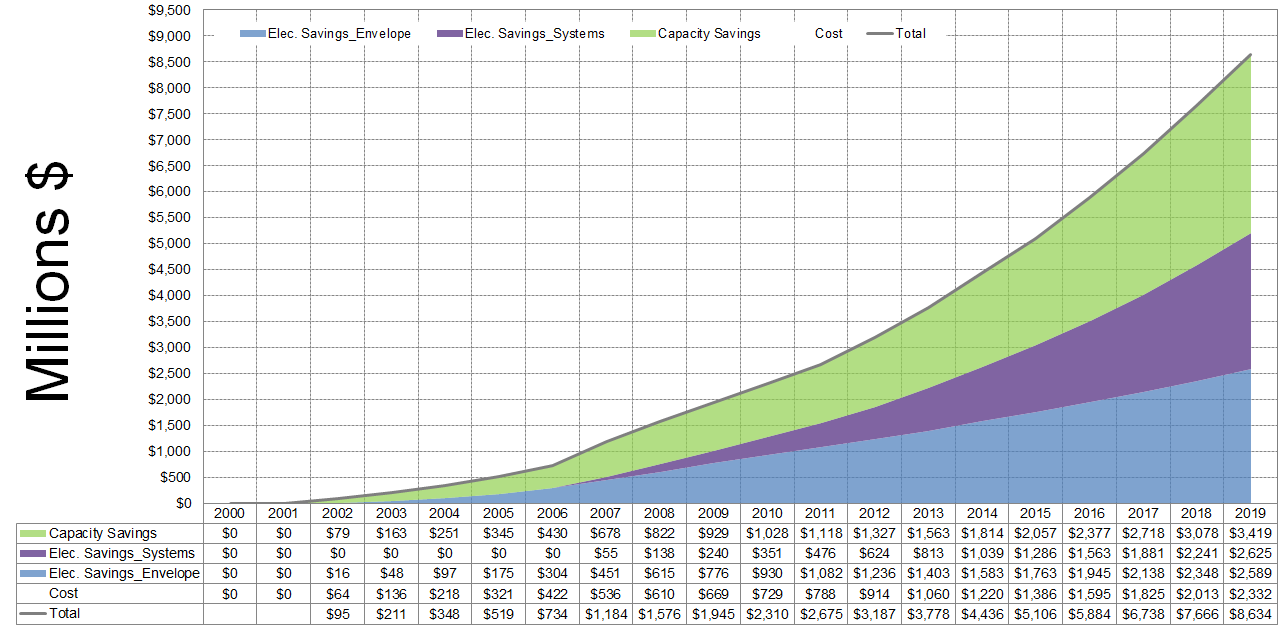 $9,500
$9,000
Elec. Savings_Envelope Elec. Savings_Systems Capacity Savings Cost Total
$8,500
$8,000
$7,500
$7,000
$6,500
$6,000
$5,500
$5,000
$4,500
$4,000
$3,500
$3,000
$2,500
$2,000
$1,500
$1,000
$500
$0
Millions $
2000 2001 2002 2003 2004 2005 2006 2007 2008 2009 2010 2011 2012 2013 2014 2015 2016 2017 2018 2019
Capacity Savings $0 $0 $79 $163 $251 $345 $430 $678 $822 $929 $1,028 $1,118 $1,327 $1,563 $1,814 $2,057 $2,377 $2,718 $3,078 $3,419
Elec. Savings_Systems $0 $0 $0 $0 $0 $0 $0 $55 $138 $240 $351 $476 $624 $813 $1,039 $1,286 $1,563 $1,881 $2,241 $2,625
Elec. Savings_Envelope $0 $0 $16 $48 $97 $175 $304 $451 $615 $776 $930 $1,082 $1,236 $1,403 $1,583 $1,763 $1,945 $2,138 $2,348 $2,589
Cost $0 $0 $64 $136 $218 $321 $422 $536 $610 $669 $729 $788 $914 $1,060 $1,220 $1,386 $1,595 $1,825 $2,013 $2,332
Total $95 $211 $348 $519 $734 $1,184 $1,576 $1,945 $2,310 $2,675 $3,187 $3,778 $4,436 $5,106 $5,884 $6,738 $7,666 $8,634